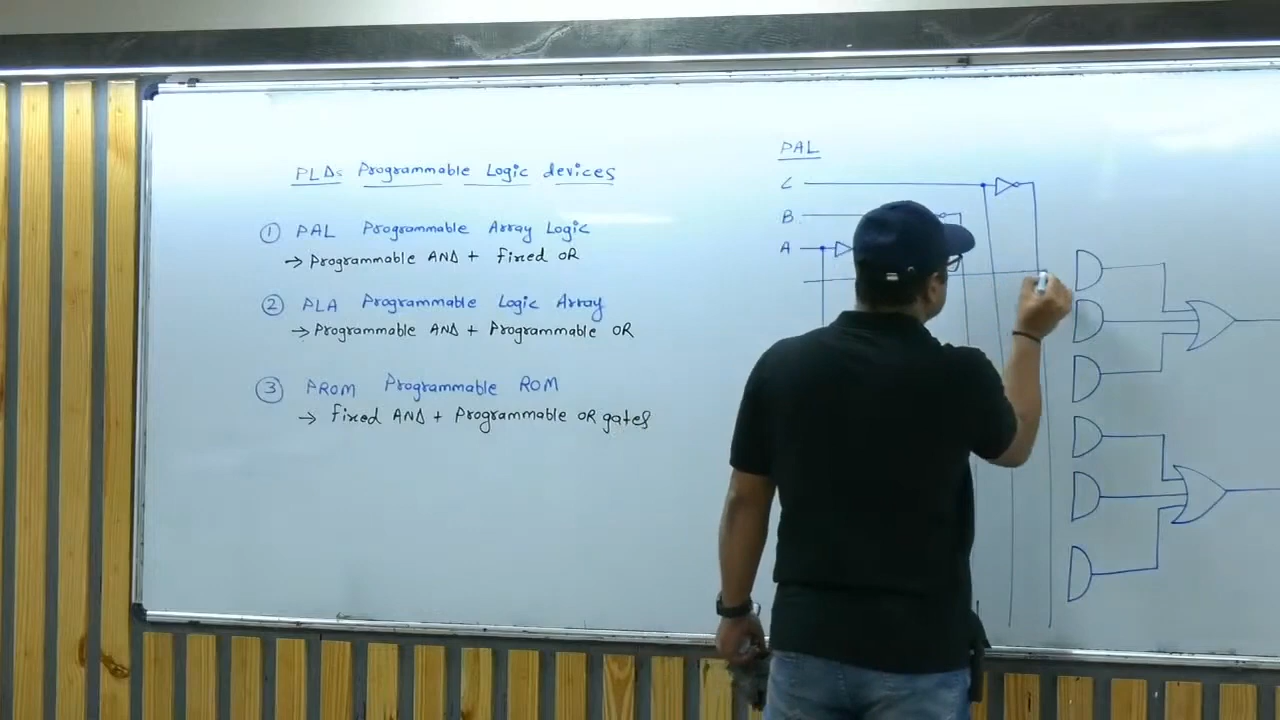 PLDs Programmable Logic devices
① PAL Programmable Array Logic
→ Programmable AND + fixed OR
② PLA Programmable Logic Array
→ Programmable AND + Programmable OR
③ PROM Programmable ROM
→ fixed AND + Programmable OR gates
PAL
C
B
A